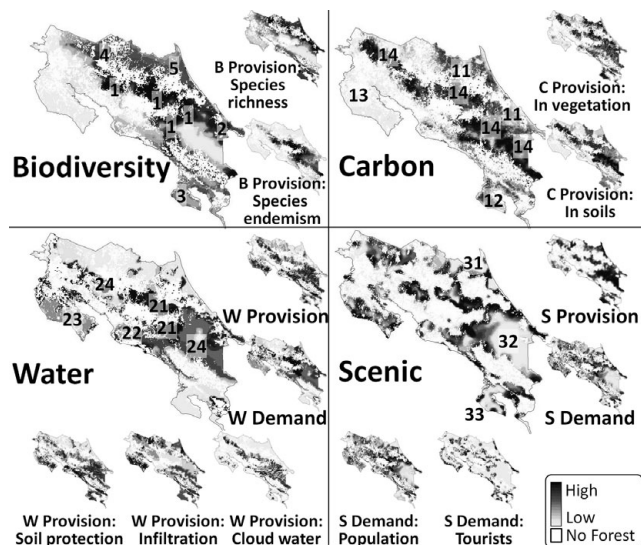 4
5
1
1
1
1
2
3
B Provision:
Species
richness
B Provision:
Species
endemism
Biodiversity
14
11
14
13
11
14
14
12
C Provision:
In vegetation
C Provision:
In soils
Carbon
24
21
23
22
21
24
W Provision
W Demand
Water
W Provision:
Soil protection
W Provision:
Infiltration
W Provision:
Cloud water
31
32
33
S Provision
S Demand
Scenic
S Demand:
Population
S Demand:
Tourists
High
Low
No Forest